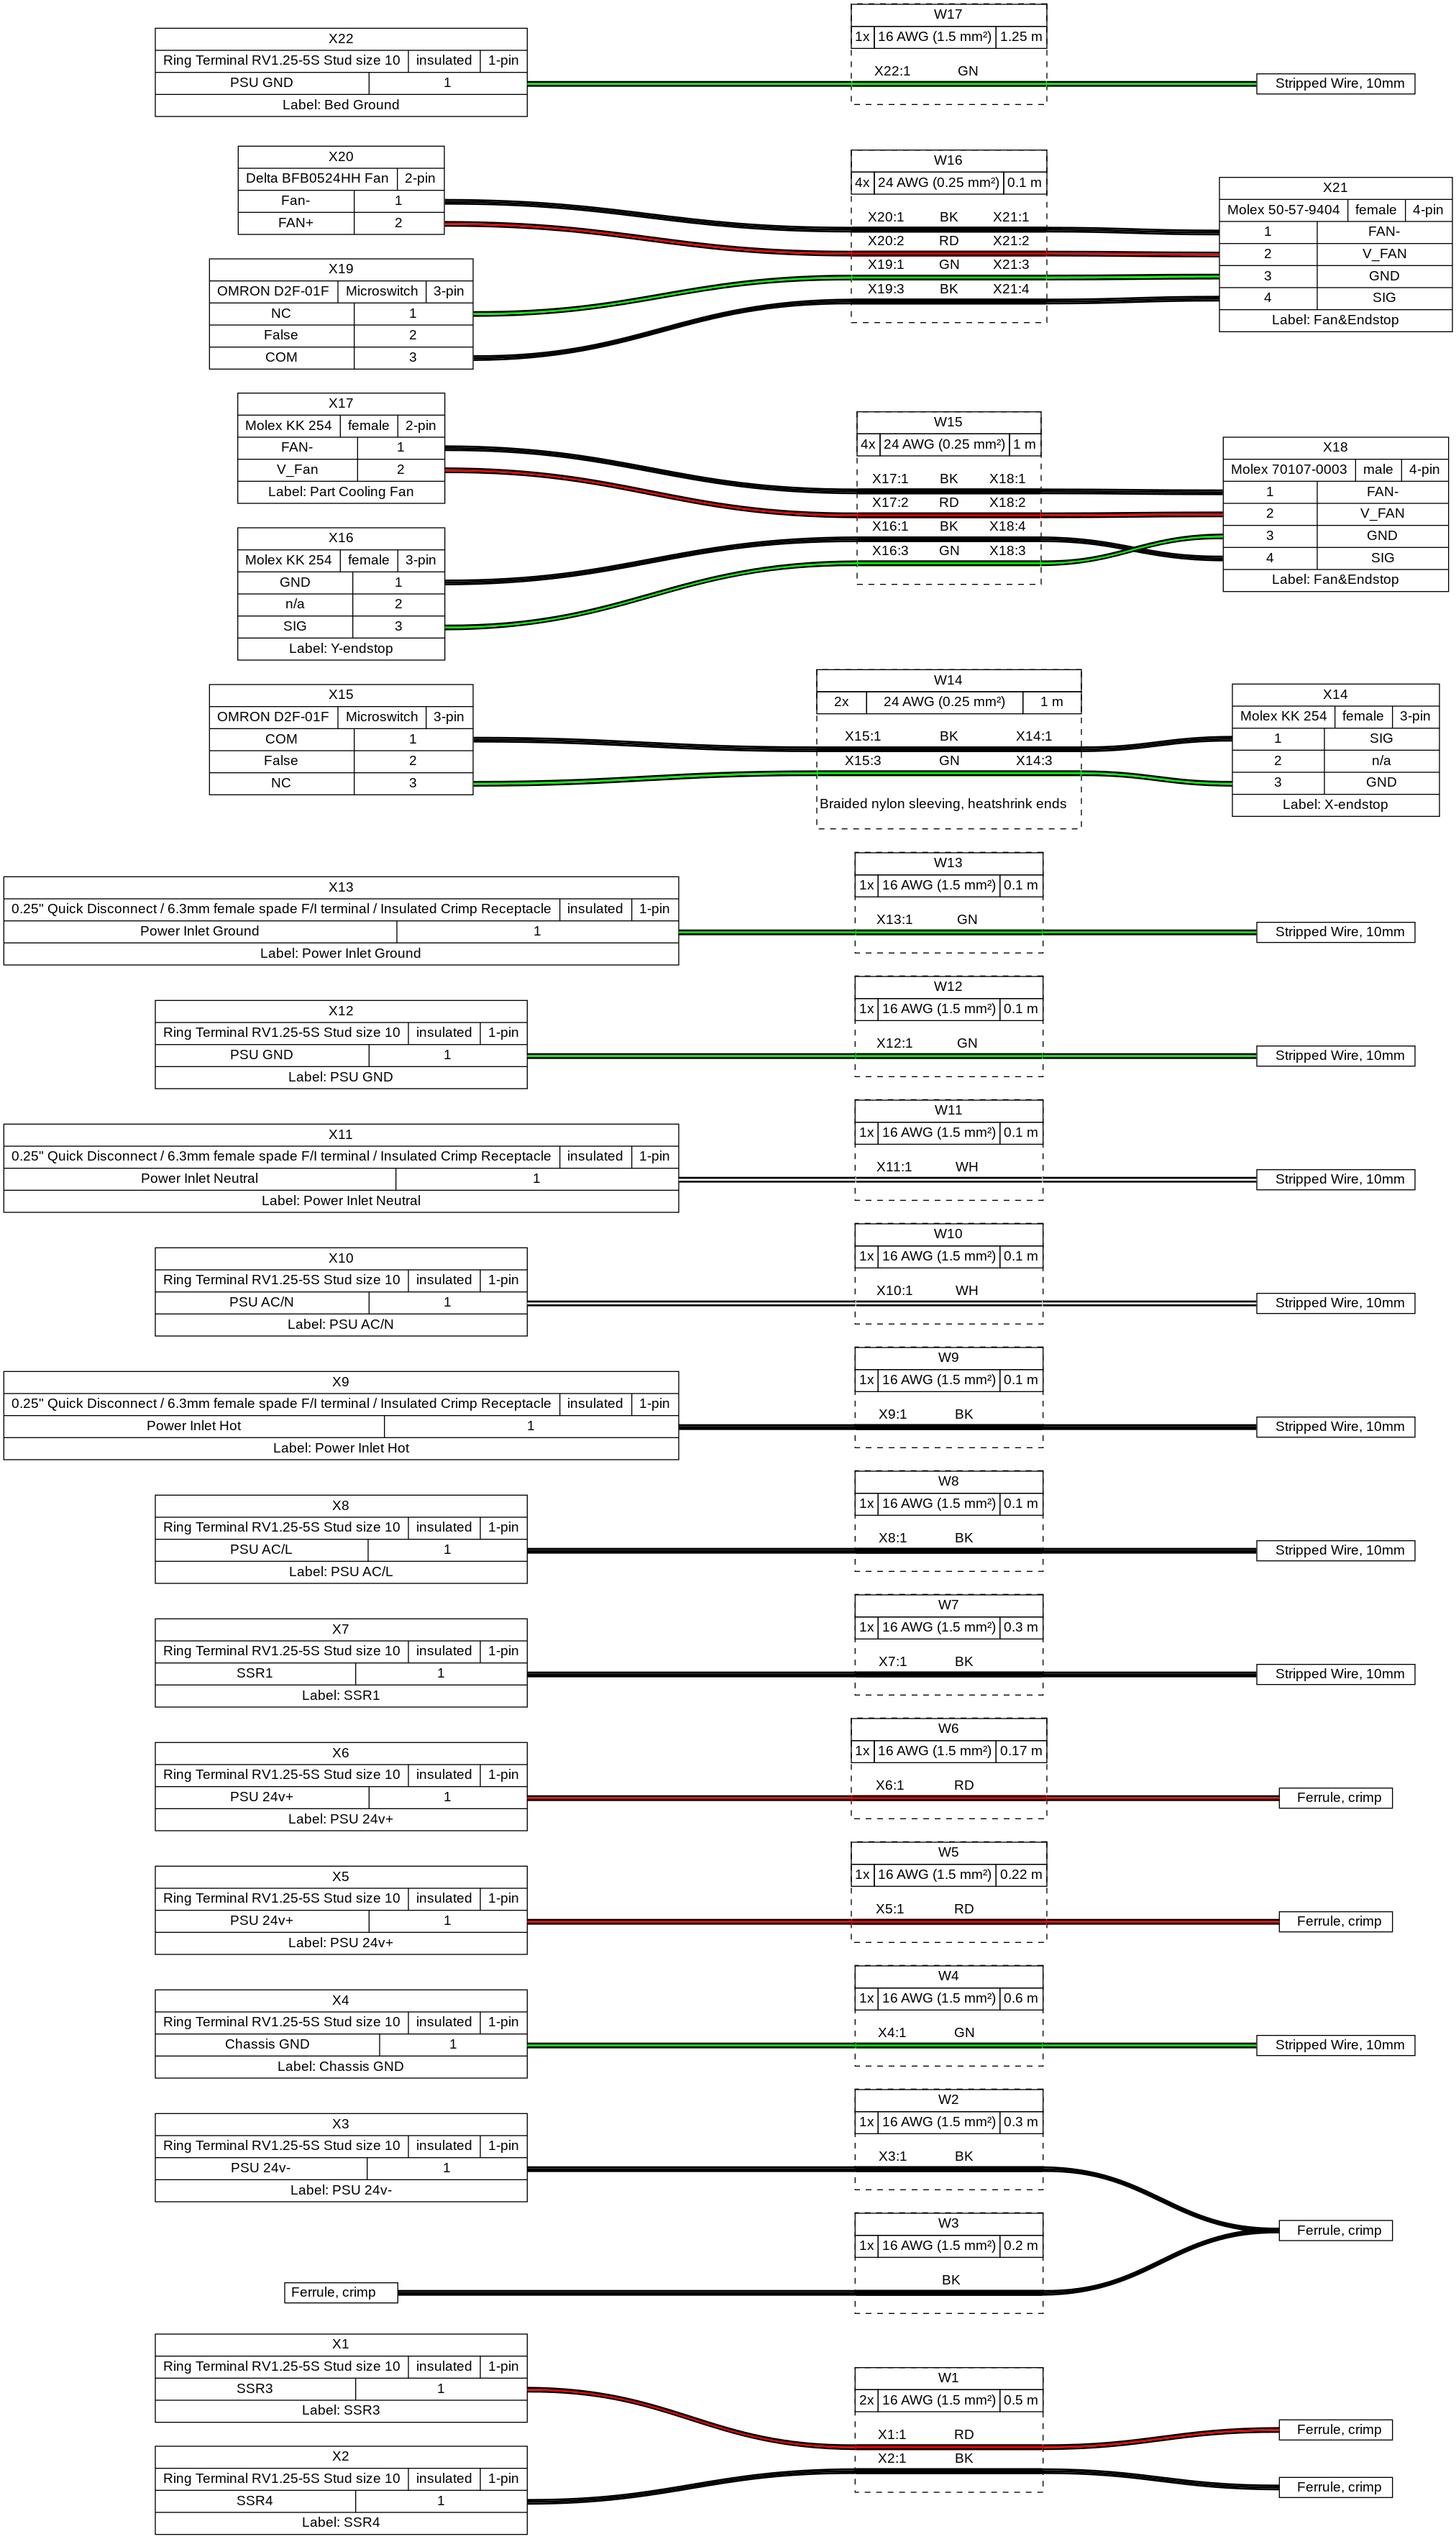 W17
1x 16 AWG (1.5 mm²) 1.25 m
X22:1 GN
X22
Ring Terminal RV1.25-5S Stud size 10 insulated 1-pin
PSU GND 1
Label: Bed Ground
Stripped Wire, 10mm
X20
Delta BFB0524HH Fan 2-pin
Fan- 1
FAN+ 2
X19
OMRON D2F-01F Microswitch 3-pin
NC 1
False 2
COM 3
W16
4x 24 AWG (0.25 mm²) 0.1 m
X20:1 BK X21:1
X20:2 RD X21:2
X19:1 GN X21:3
X19:3 BK X21:4
X21
Molex 50-57-9404 female 4-pin
1 FAN-
2 V_FAN
3 GND
4 SIG
Label: Fan&Endstop
X17
Molex KK 254 female 2-pin
FAN- 1
V_Fan 2
Label: Part Cooling Fan
X16
Molex KK 254 female 3-pin
GND 1
n/a 2
SIG 3
Label: Y-endstop
W15
4x 24 AWG (0.25 mm²) 1 m
X17:1 BK X18:1
X17:2 RD X18:2
X16:1 BK X18:4
X16:3 GN X18:3
X18
Molex 70107-0003 male 4-pin
1 FAN-
2 V_FAN
3 GND
4 SIG
Label: Fan&Endstop
X15
OMRON D2F-01F Microswitch 3-pin
COM 1
False 2
NC 3
W14
2x 24 AWG (0.25 mm²) 1 m
X15:1 BK X14:1
X15:3 GN X14:3
Braided nylon sleeving, heatshrink ends
X14
Molex KK 254 female 3-pin
1 SIG
2 n/a
3 GND
Label: X-endstop
X13
0.25" Quick Disconnect / 6.3mm female spade F/I terminal / Insulated Crimp Receptacle insulated 1-pin
Power Inlet Ground 1
Label: Power Inlet Ground
W13
1x 16 AWG (1.5 mm²) 0.1 m
X13:1 GN
Stripped Wire, 10mm
X12
Ring Terminal RV1.25-5S Stud size 10 insulated 1-pin
PSU GND 1
Label: PSU GND
W12
1x 16 AWG (1.5 mm²) 0.1 m
X12:1 GN
Stripped Wire, 10mm
X11
0.25" Quick Disconnect / 6.3mm female spade F/I terminal / Insulated Crimp Receptacle insulated 1-pin
Power Inlet Neutral 1
Label: Power Inlet Neutral
W11
1x 16 AWG (1.5 mm²) 0.1 m
X11:1 WH
Stripped Wire, 10mm
X10
Ring Terminal RV1.25-5S Stud size 10 insulated 1-pin
PSU AC/N 1
Label: PSU AC/N
W10
1x 16 AWG (1.5 mm²) 0.1 m
X10:1 WH
Stripped Wire, 10mm
X9
0.25" Quick Disconnect / 6.3mm female spade F/I terminal / Insulated Crimp Receptacle insulated 1-pin
Power Inlet Hot 1
Label: Power Inlet Hot
W9
1x 16 AWG (1.5 mm²) 0.1 m
X9:1 BK
Stripped Wire, 10mm
X8
Ring Terminal RV1.25-5S Stud size 10 insulated 1-pin
PSU AC/L 1
Label: PSU AC/L
W8
1x 16 AWG (1.5 mm²) 0.1 m
X8:1 BK
Stripped Wire, 10mm
X7
Ring Terminal RV1.25-5S Stud size 10 insulated 1-pin
SSR1 1
Label: SSR1
W7
1x 16 AWG (1.5 mm²) 0.3 m
X7:1 BK
Stripped Wire, 10mm
X6
Ring Terminal RV1.25-5S Stud size 10 insulated 1-pin
PSU 24v+ 1
Label: PSU 24v+
W6
1x 16 AWG (1.5 mm²) 0.17 m
X6:1 RD
Ferrule, crimp
X5
Ring Terminal RV1.25-5S Stud size 10 insulated 1-pin
PSU 24v+ 1
Label: PSU 24v+
W5
1x 16 AWG (1.5 mm²) 0.22 m
X5:1 RD
Ferrule, crimp
X4
Ring Terminal RV1.25-5S Stud size 10 insulated 1-pin
Chassis GND 1
Label: Chassis GND
W4
1x 16 AWG (1.5 mm²) 0.6 m
X4:1 GN
Stripped Wire, 10mm
X3
Ring Terminal RV1.25-5S Stud size 10 insulated 1-pin
PSU 24v- 1
Label: PSU 24v-
W2
1x 16 AWG (1.5 mm²) 0.3 m
X3:1 BK
W3
1x 16 AWG (1.5 mm²) 0.2 m
BK
Ferrule, crimp
Ferrule, crimp
X1
Ring Terminal RV1.25-5S Stud size 10 insulated 1-pin
SSR3 1
Label: SSR3
X2
Ring Terminal RV1.25-5S Stud size 10 insulated 1-pin
SSR4 1
Label: SSR4
W1
2x 16 AWG (1.5 mm²) 0.5 m
X1:1 RD
X2:1 BK
Ferrule, crimp
Ferrule, crimp